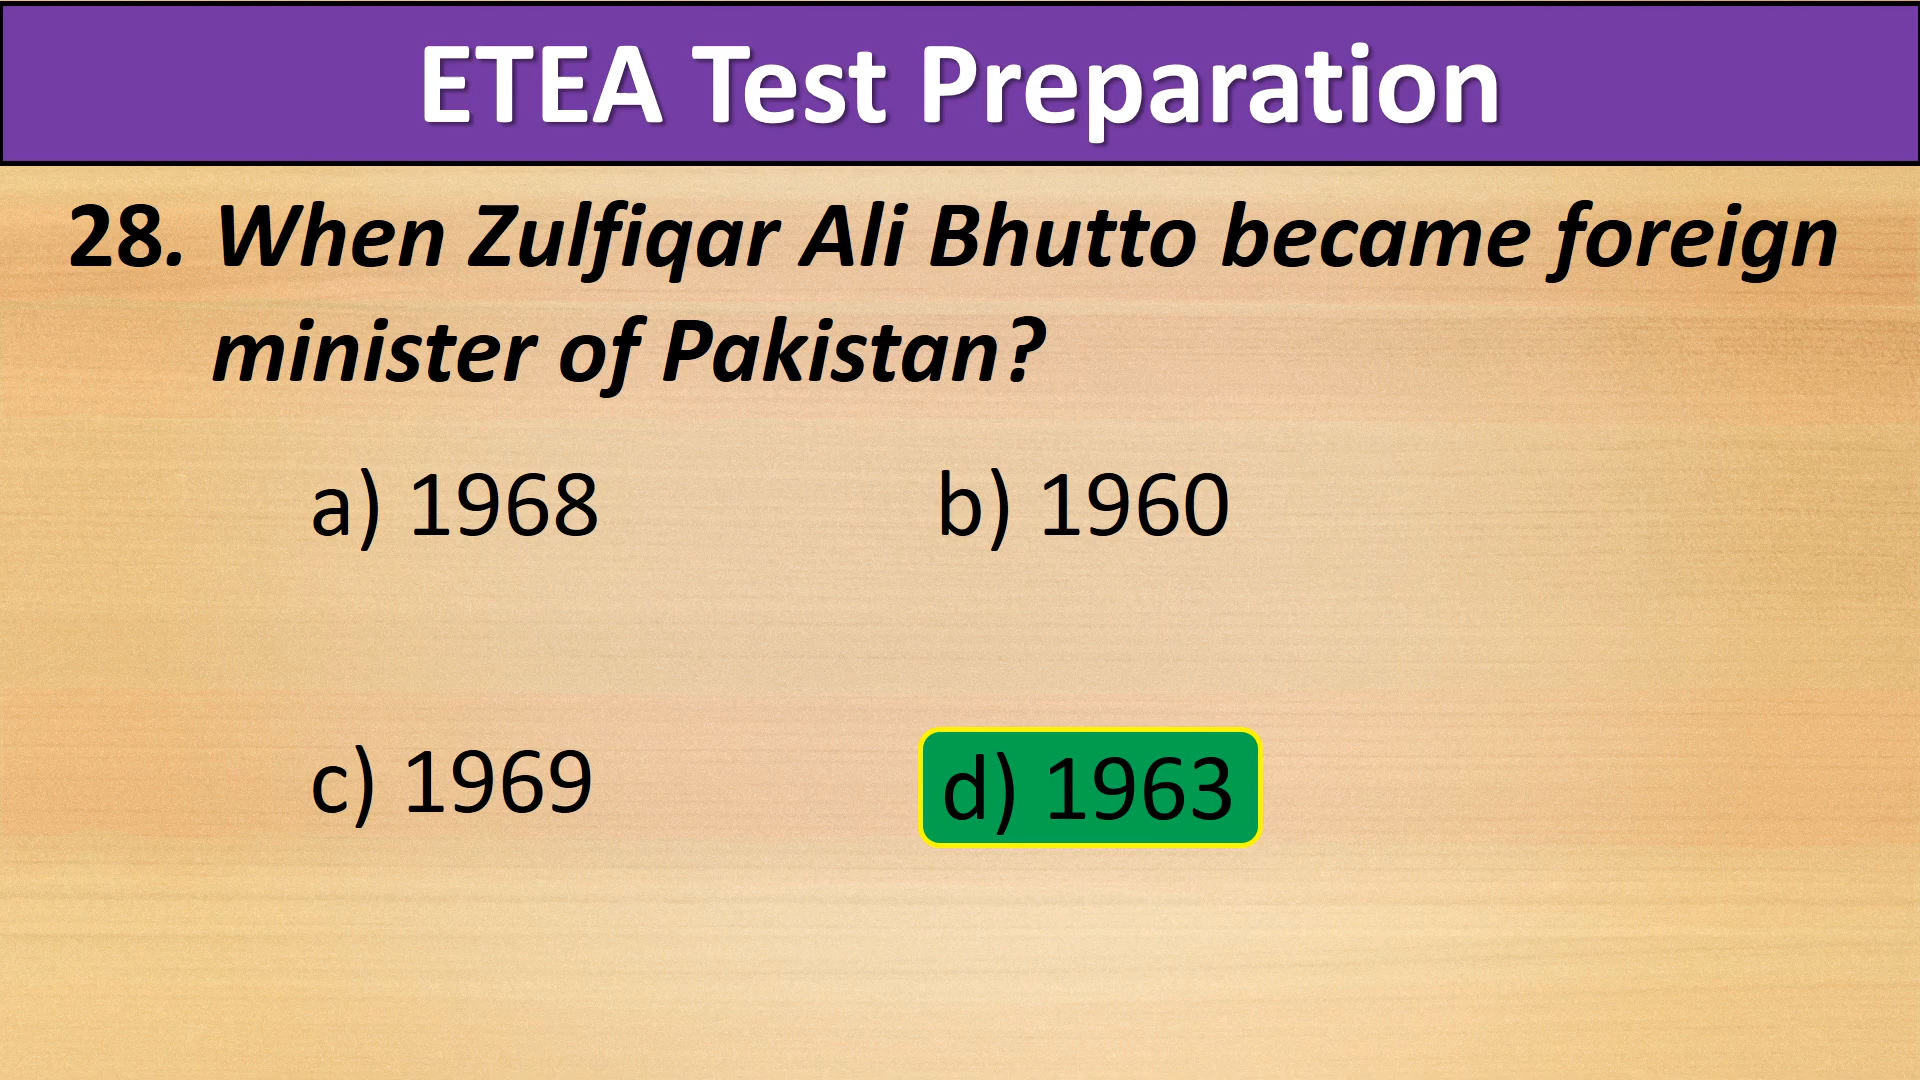 ETEA Test Preparation
28. When Zulfiqar Ali Bhutto became foreign
minister of Pakistan?
a) 1968 b) 1960
c) 1969 d) 1963